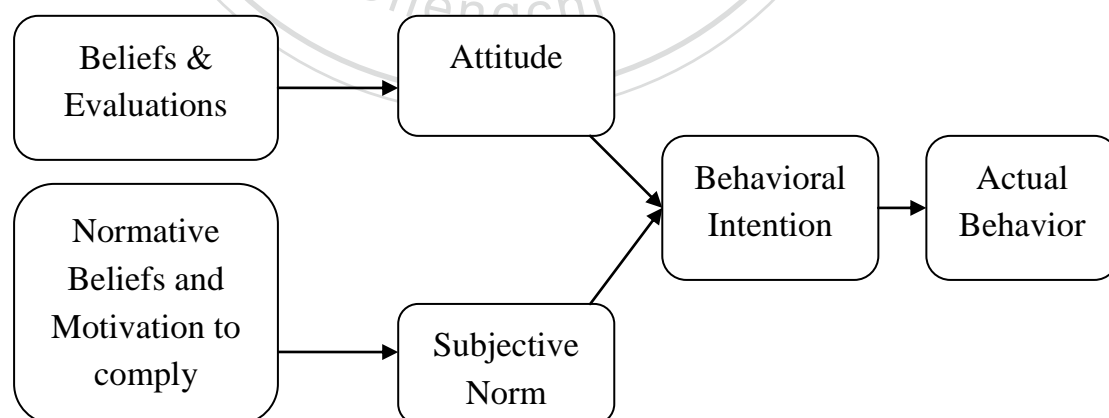 Beliefs &
Evaluations
Attitude
Normative
Beliefs and
Motivation to
comply
Subjective
Norm
Behavioral
Intention
Actual
Behavior